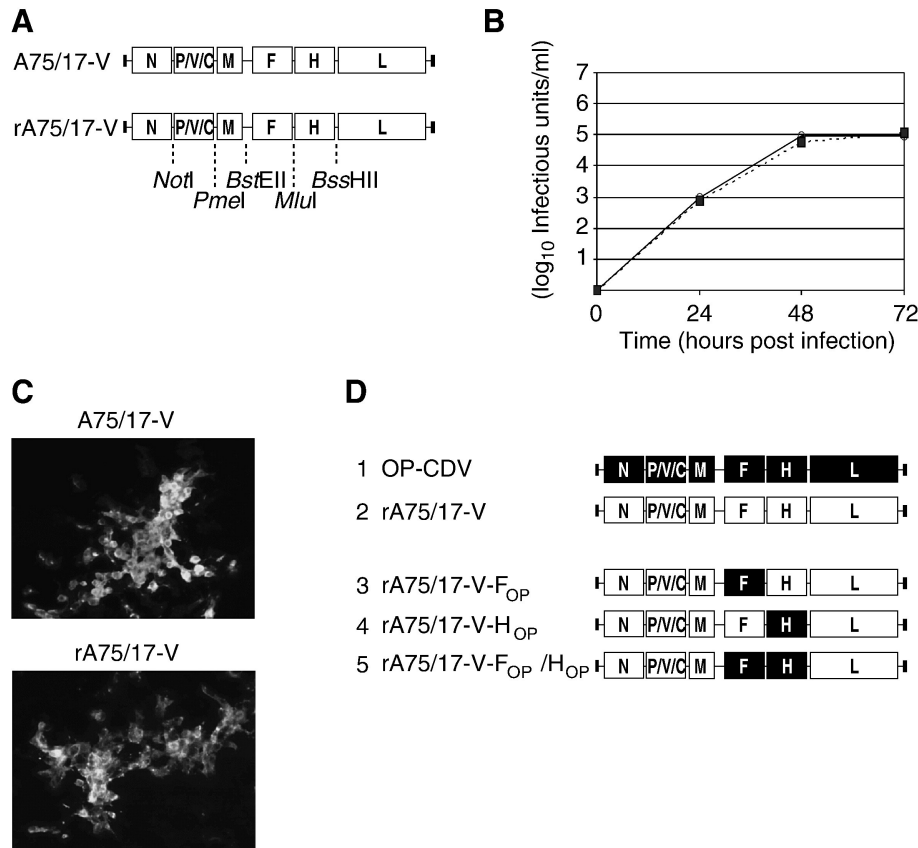 A
A75/17-V N P/V/C M F H L
rA75/17-V N P/V/C M F H L
NotI BstEII BssHII
PmeI MluI
B
7
6
5
4
3
2
1
(log10 Infectious units/ml)
0 24 48 72
Time (hours post infection)
C
A75/17-V
rA75/17-V
D
1 OP-CDV N P/V/C M F H L
2 rA75/17-V N P/V/C M F H L
3 rA75/17-V-FOP N P/V/C M F H L
4 rA75/17-V-HOP N P/V/C M F H L
5 rA75/17-V-FOP /HOP N P/V/C M F H L